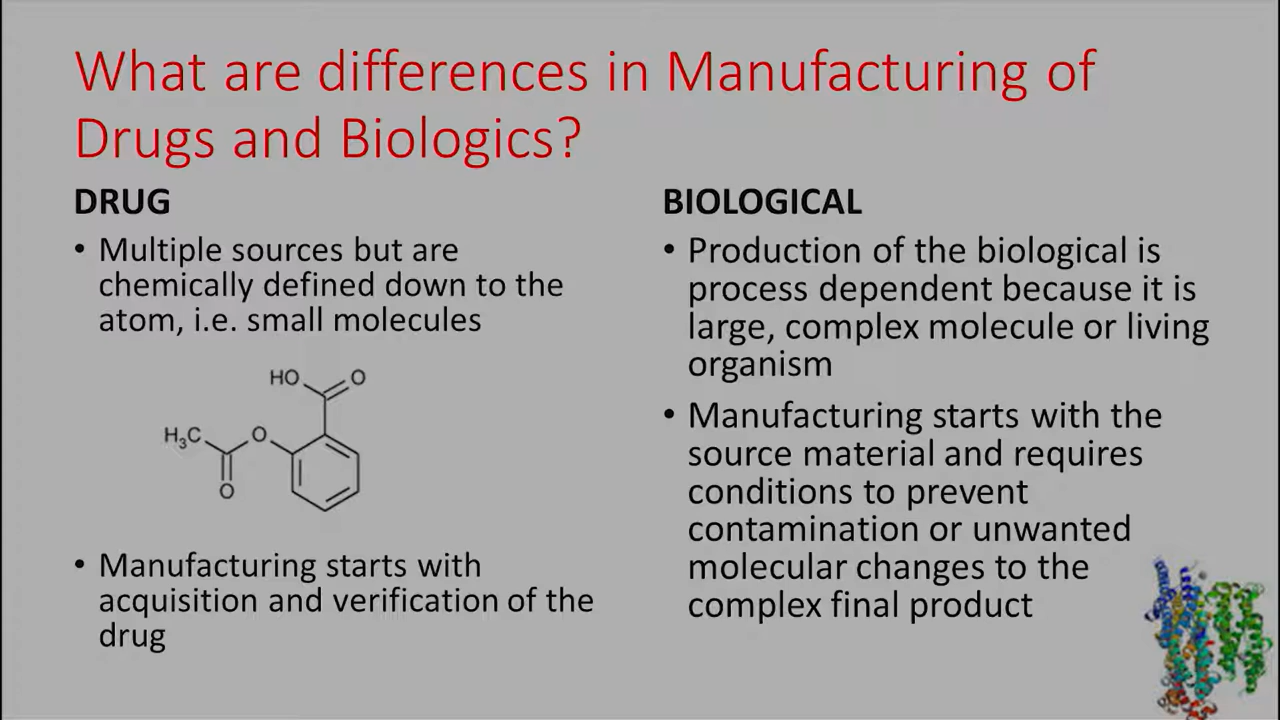 What are differences in Manufacturing of
Drugs and Biologics?
DRUG
• Multiple sources but are
chemically defined down to the
atom, i.e. small molecules
HO
O
H₃C
O
O
• Manufacturing starts with
acquisition and verification of the
drug
BIOLOGICAL
• Production of the biological is
process dependent because it is
large, complex molecule or living
organism
• Manufacturing starts with the
source material and requires
conditions to prevent
contamination or unwanted
molecular changes to the
complex final product